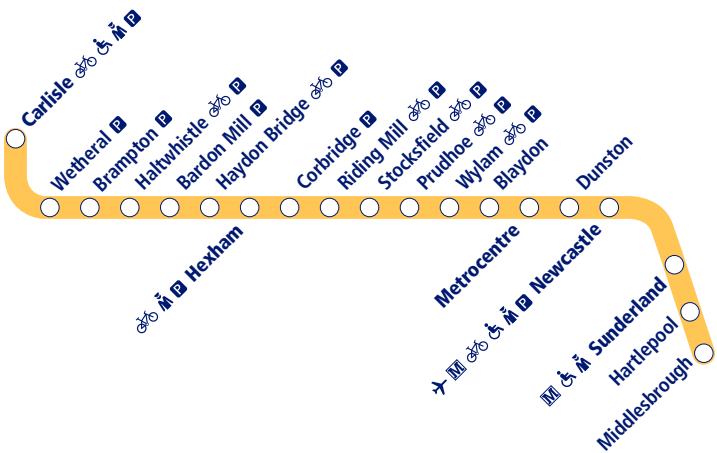 Carlisle P
Wetheral P
Brampton P
Haltwhistle P
Bardon Mill P
Haydon Bridge P
P Hexham
Corbridge P
Riding Mill P
Stocksfield P
Prudhoe P
Wylam P
Blaydon
Metrocentre
Dunston
M P Newcastle
M Sunderland
Hartlepool
Middlesbrough